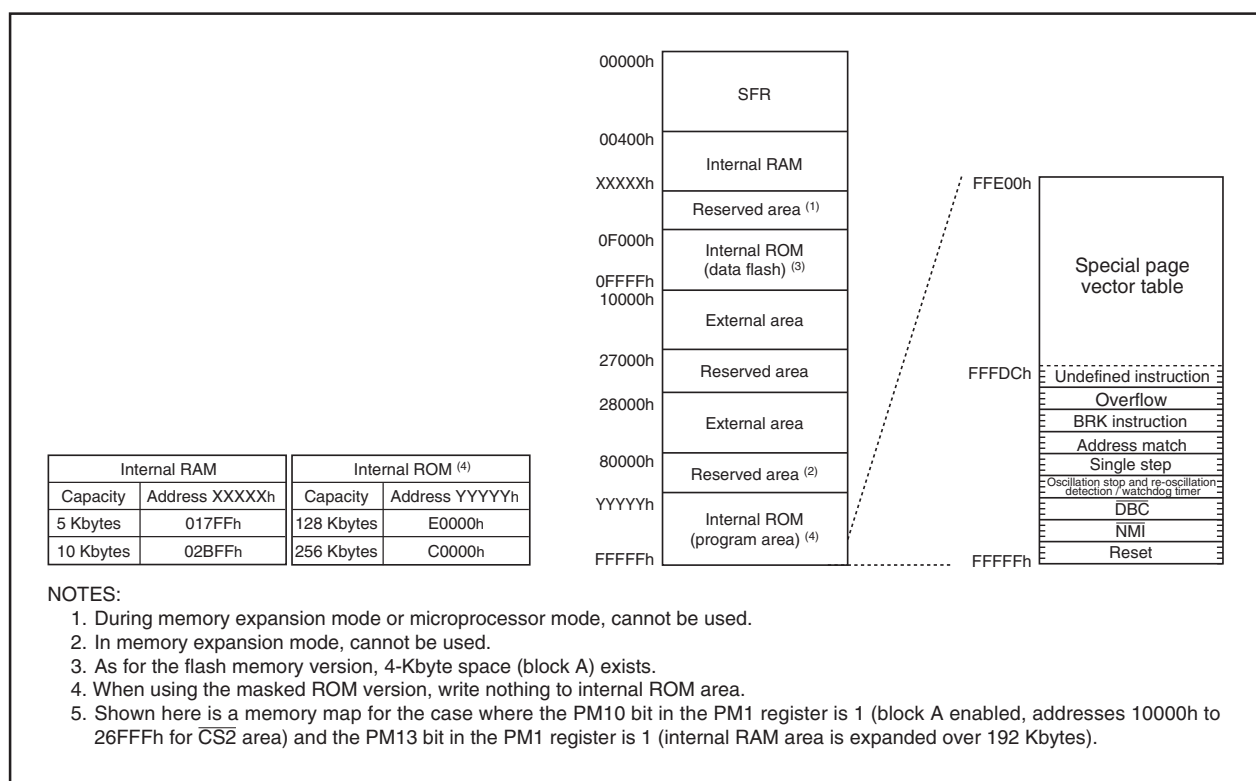 00000h
SFR
00400h
Internal RAM
XXXXXh
Reserved area (1)
0F000h
Internal ROM
(data flash) (3)
0FFFFh
10000h
External area
27000h
Reserved area
28000h
External area
80000h
Reserved area (2)
YYYYYh
Internal ROM
(program area) (4)
FFFFFh
FFE00h
Special page
vector table
FFFDCh
Undefined instruction
Overflow
BRK instruction
Address match
Single step
Oscillation stop and re-oscillation
detection / watchdog timer
DBC
NMI
Reset
FFFFFh
Internal RAM Internal ROM (4)
Capacity Address XXXXXh Capacity Address YYYYYh
5 Kbytes 017FFh 128 Kbytes E0000h
10 Kbytes 02BFFh 256 Kbytes C0000h
NOTES:
1. During memory expansion mode or microprocessor mode, cannot be used.
2. In memory expansion mode, cannot be used.
3. As for the flash memory version, 4-Kbyte space (block A) exists.
4. When using the masked ROM version, write nothing to internal ROM area.
5. Shown here is a memory map for the case where the PM10 bit in the PM1 register is 1 (block A enabled, addresses 10000h to
26FFFh for CS2 area) and the PM13 bit in the PM1 register is 1 (internal RAM area is expanded over 192 Kbytes).